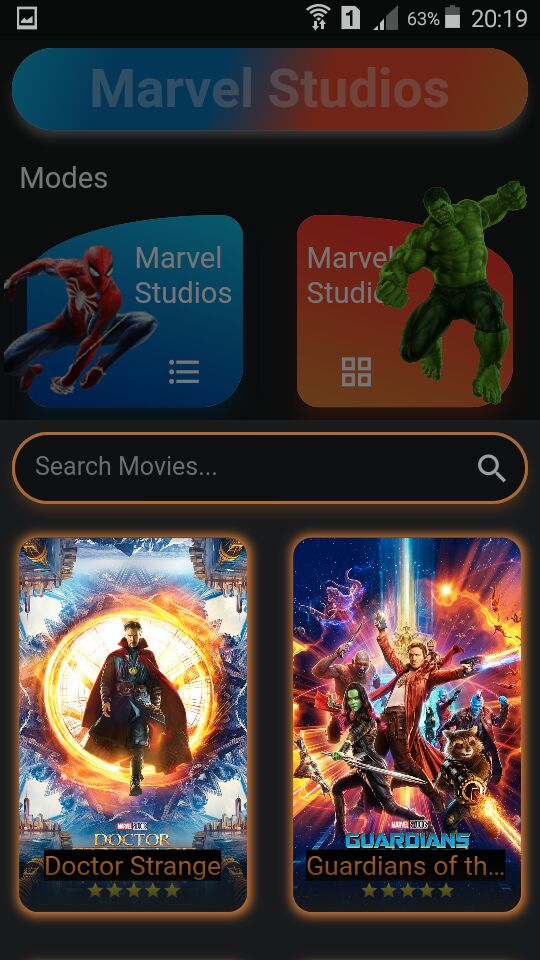 1 63% 20:19
Marvel Studios
Modes
Marvel
Studios
Marvel
Studio
Search Movies...
MARVEL STUDIOS
DOCTOR
Doctor Strange
MARVEL STUDIOS
GUARDIANS
Guardians of th...